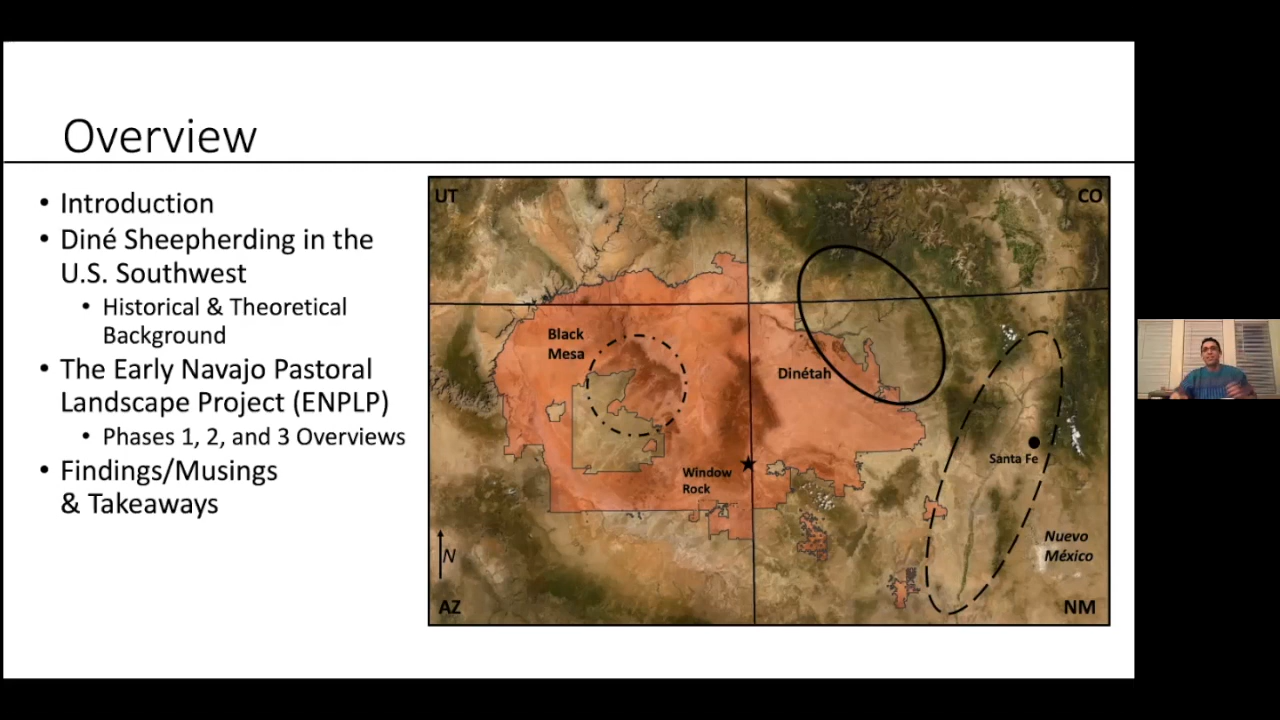 Overview
• Introduction
• Diné Sheepherding in the
U.S. Southwest
• Historical & Theoretical
Background
• The Early Navajo Pastoral
Landscape Project (ENPLP)
• Phases 1, 2, and 3 Overviews
• Findings/Musings
& Takeaways
UT
CO
Black
Mesa
Dinétah
Window
Rock
Santa Fe
Nuevo
México
N
AZ
NM